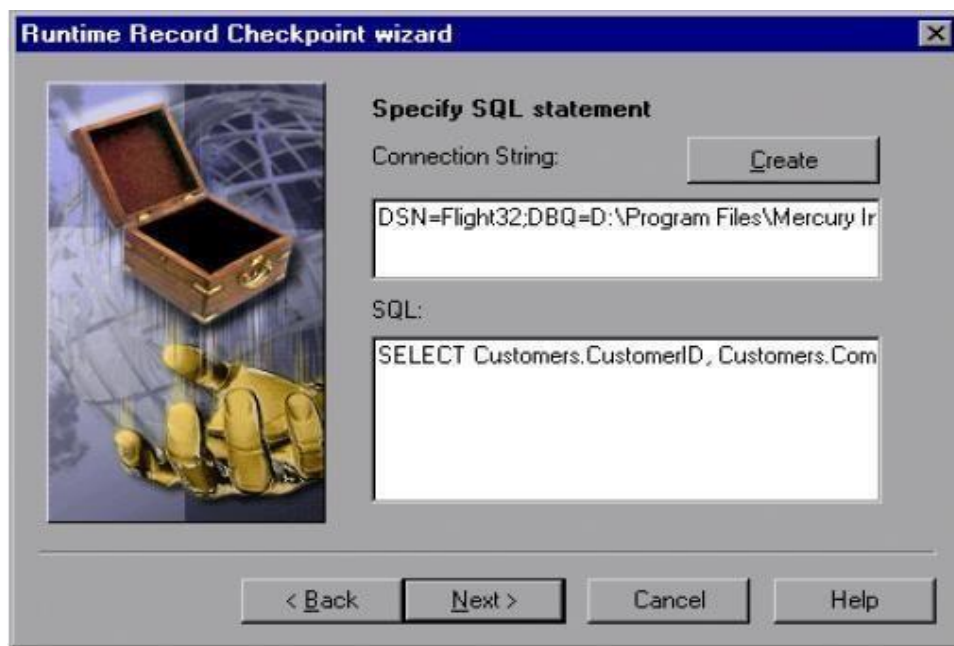 Runtime Record Checkpoint wizard
Specify SQL statement
Connection String:
Create
DSN=Flight32;DBQ=D:\Program Files\Mercury Ir
SQL:
SELECT Customers.CustomerID, Customers.Com
< Back
Next >
Cancel
Help